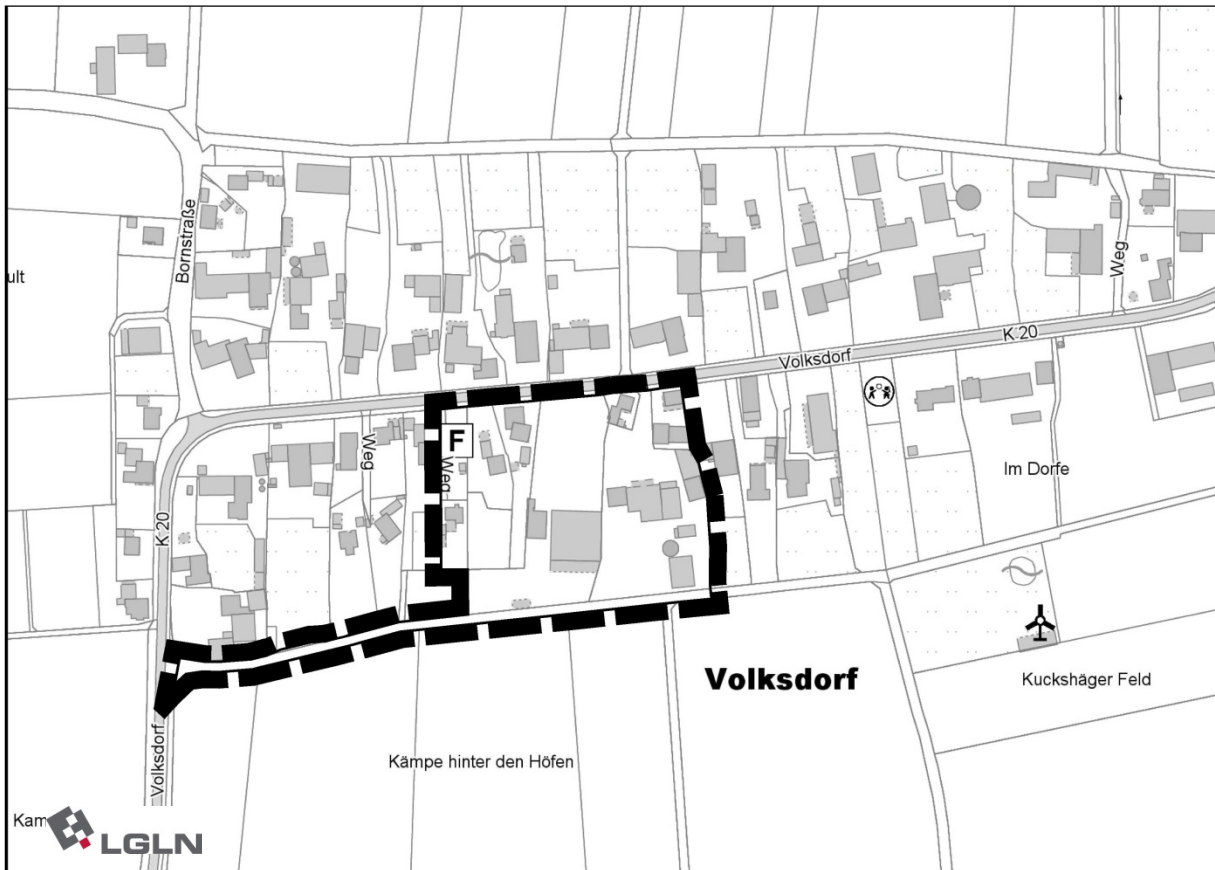 Bornstraße
ult
Weg
K 20
Volksdorf
F
Weg
Weg
Im Dorfe
K 20
Volksdorf
Kuckshäger Feld
Kämpe hinter den Höfen
Volksdorf
Kam
LGLN